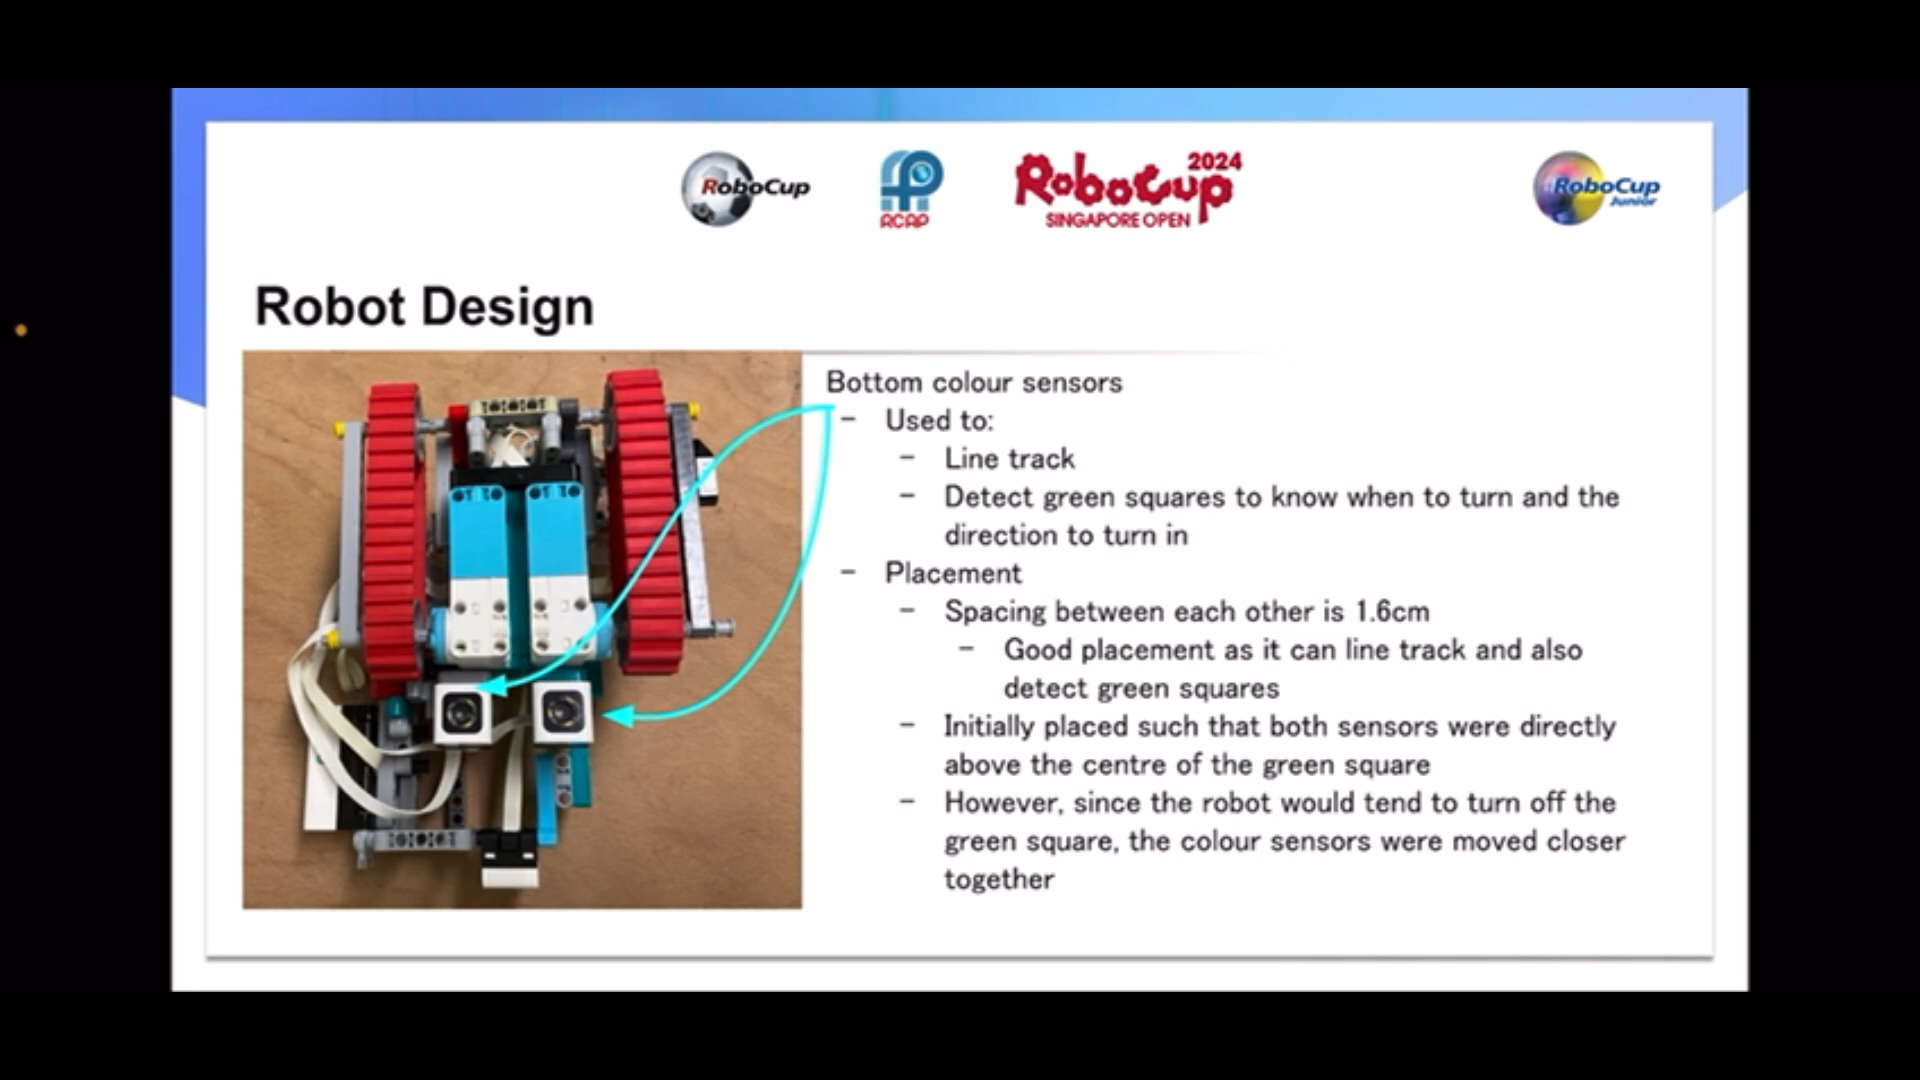 RoboCup
ACAP
RoboCup 2024
SINGAPORE OPEN
RoboCup
Junior
Robot Design
Bottom colour sensors
- Used to:
- Line track
- Detect green squares to know when to turn and the
direction to turn in
- Placement
- Spacing between each other is 1.6cm
- Good placement as it can line track and also
detect green squares
- Initially placed such that both sensors were directly
above the centre of the green square
- However, since the robot would tend to turn off the
green square, the colour sensors were moved closer
together